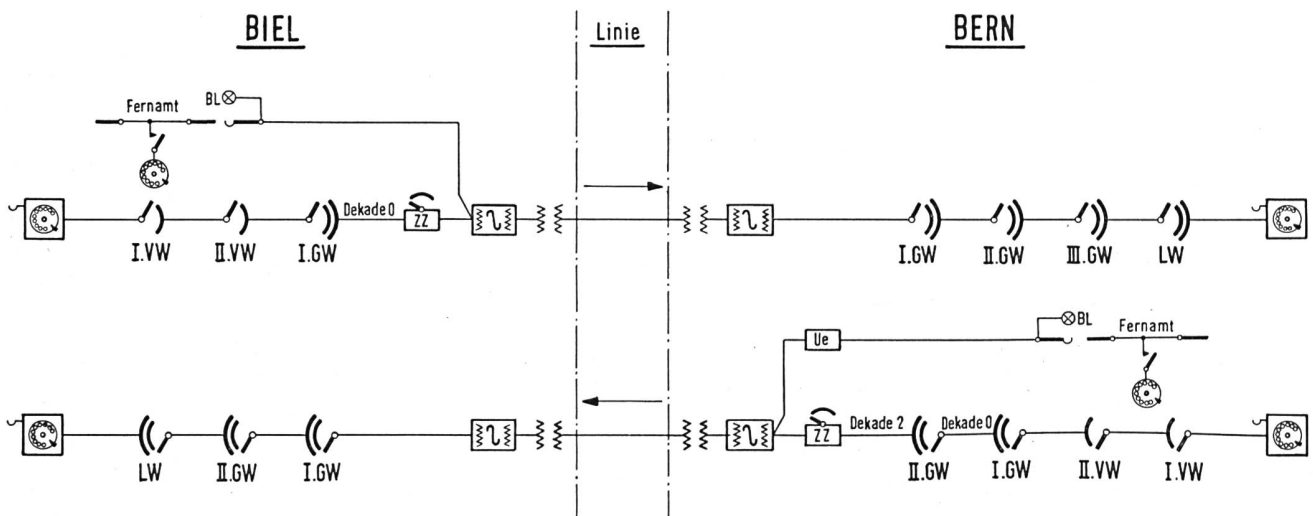 BIEL
Linie
BERN
BL
Fernamt
Dekade 0
ZZ
I.VW
II.VW
I.GW
I.GW
II.GW
III.GW
LW
BL
Ue
Fernamt
ZZ
Dekade 2
Dekade 0
LW
II.GW
I.GW
II.GW
I.GW
II.VW
I.VW